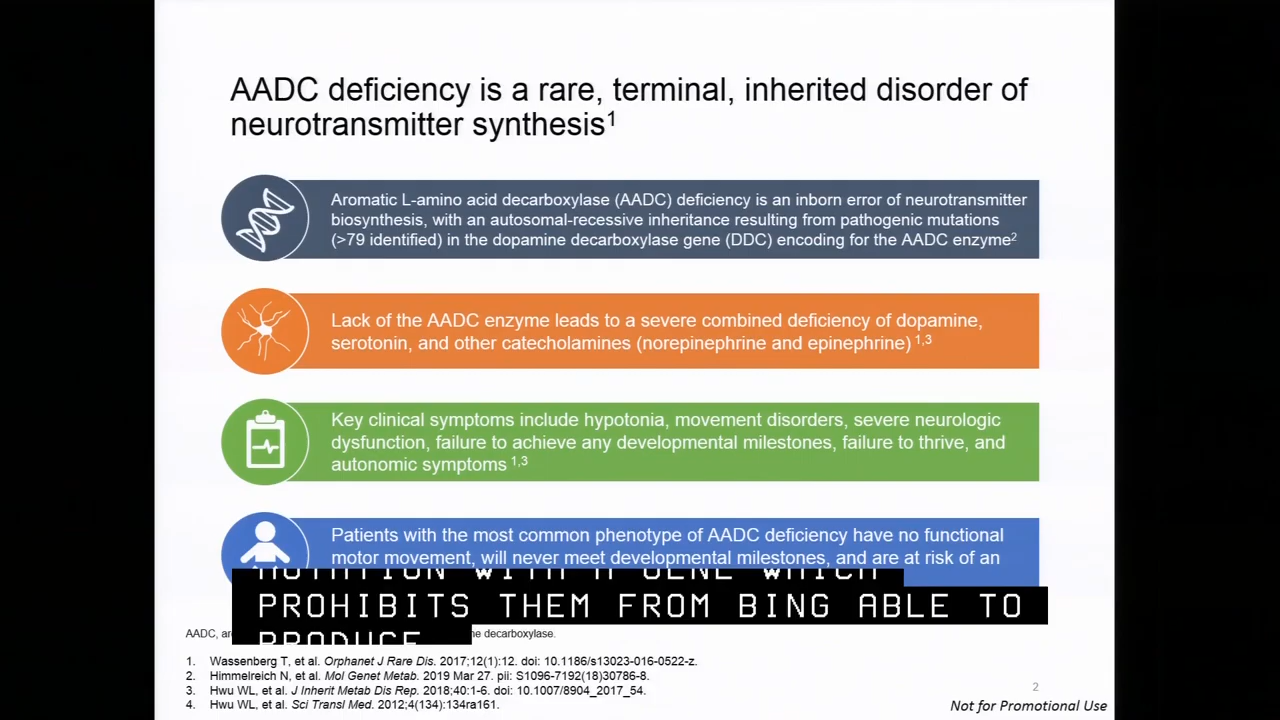 AADC deficiency is a rare, terminal, inherited disorder of
neurotransmitter synthesis1
Aromatic L-amino acid decarboxylase (AADC) deficiency is an inborn error of neurotransmitter
biosynthesis, with an autosomal-recessive inheritance resulting from pathogenic mutations
(>79 identified) in the dopamine decarboxylase gene (DDC) encoding for the AADC enzyme2
Lack of the AADC enzyme leads to a severe combined deficiency of dopamine,
serotonin, and other catecholamines (norepinephrine and epinephrine) 1,3
Key clinical symptoms include hypotonia, movement disorders, severe neurologic
dysfunction, failure to achieve any developmental milestones, failure to thrive, and
autonomic symptoms 1,3
Patients with the most common phenotype of AADC deficiency have no functional
motor movement, will never meet developmental milestones, and are at risk of an
MUTATION WITH A GENE WHICH
PROHIBITS THEM FROM BING ABLE TO
PRODUCE
AADC, decarboxylase.
1. Wassenberg T, et al. Orphanet J Rare Dis. 2017;12(1):12. doi: 10.1186/s13023-016-0522-z.
2. Himmelreich N, et al. Mol Genet Metab. 2019 Mar 27. pii: S1096-7192(18)30786-8.
3. Hwu WL, et al. J Inherit Metab Dis Rep. 2018;40:1-6. doi: 10.1007/8904_2017_54.
4. Hwu WL, et al. Sci Transl Med. 2012;4(134):134ra161.
2
Not for Promotional Use